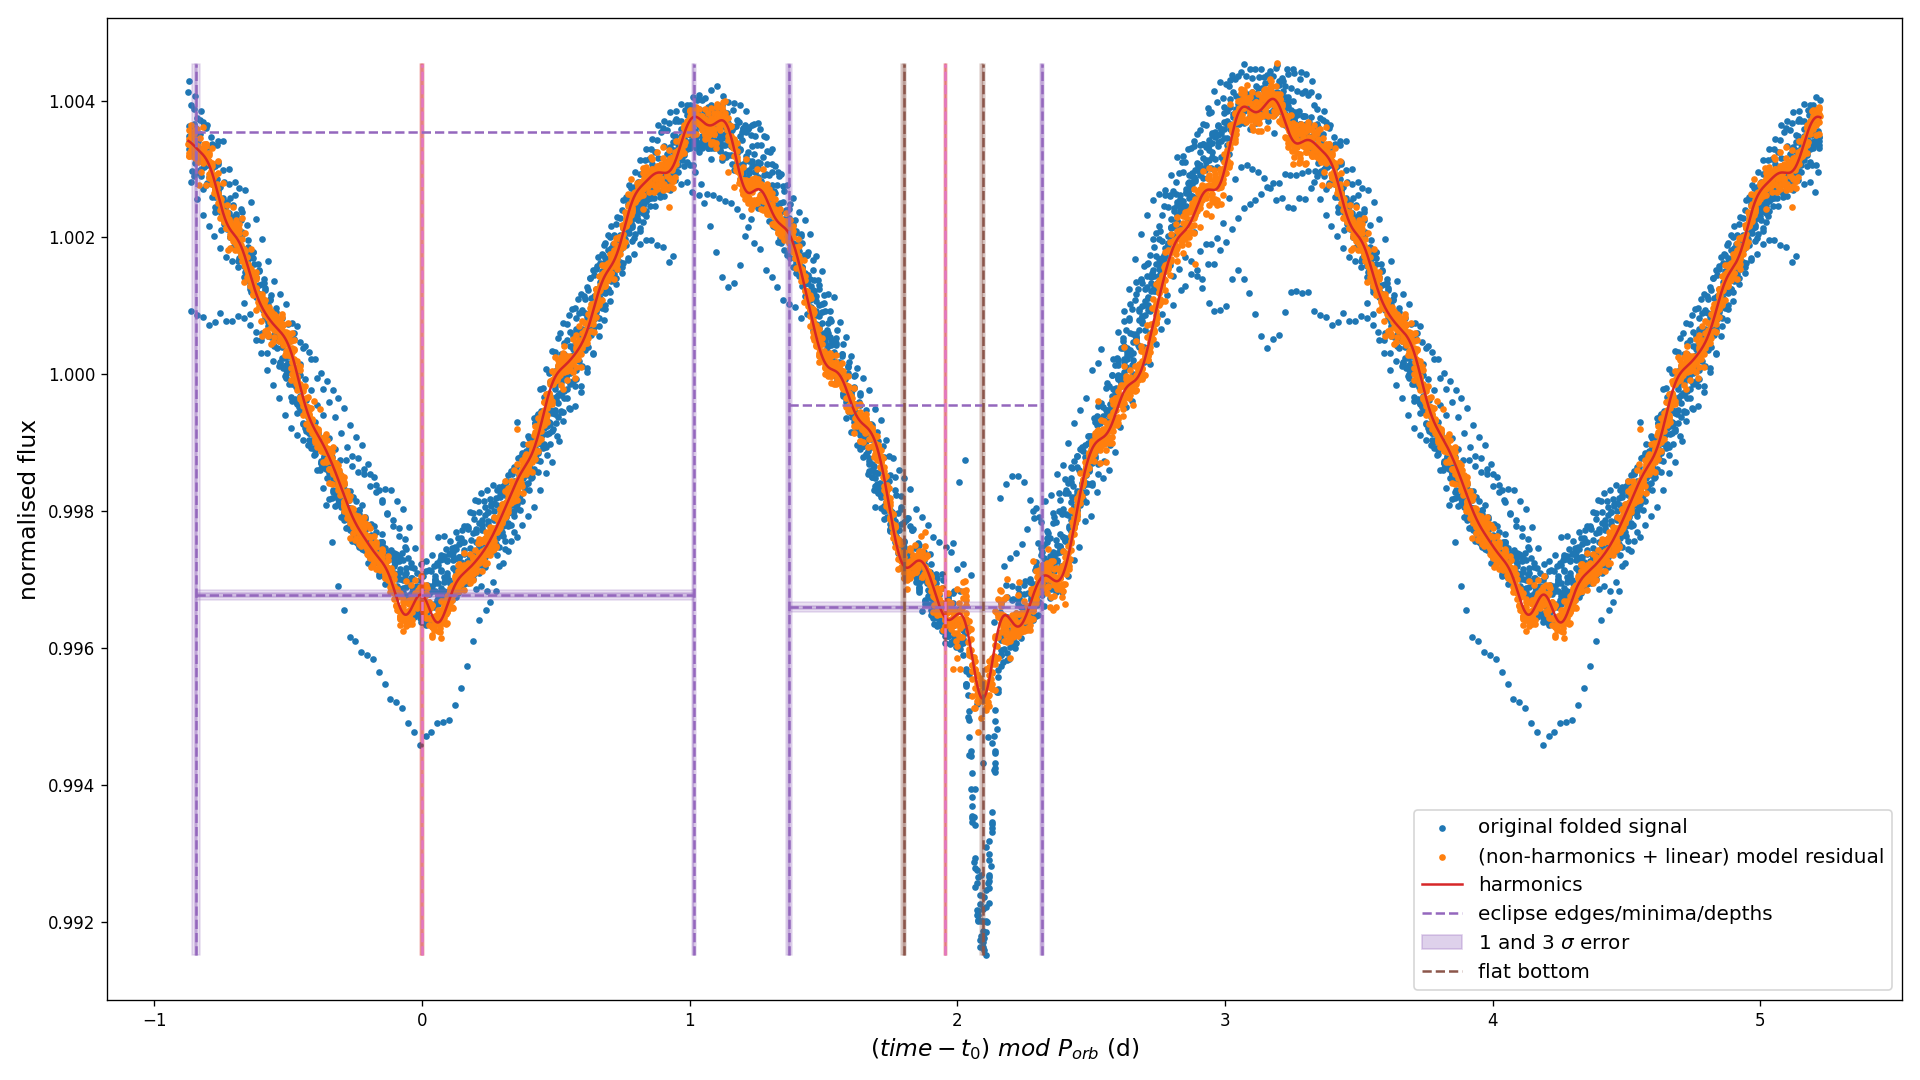 normalised flux
1.004
1.002
1.000
0.998
0.996
0.994
0.992
−1
0
1
2
3
4
5
(time − t₀) mod P_orb (d)
original folded signal
(non-harmonics + linear) model residual
harmonics
eclipse edges/minima/depths
1 and 3 σ error
flat bottom